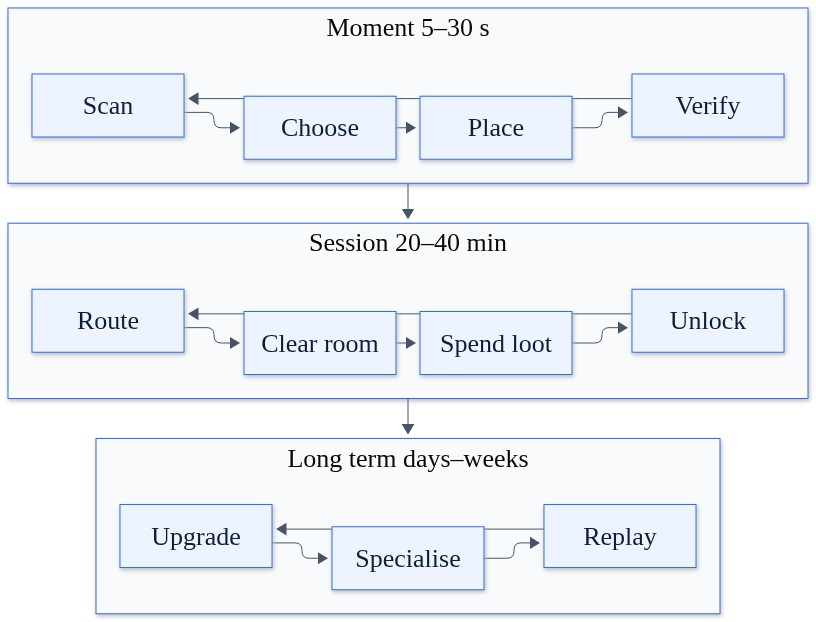 Moment 5–30 s
Scan
Choose
Place
Verify
Session 20–40 min
Route
Clear room
Spend loot
Unlock
Long term days–weeks
Upgrade
Specialise
Replay